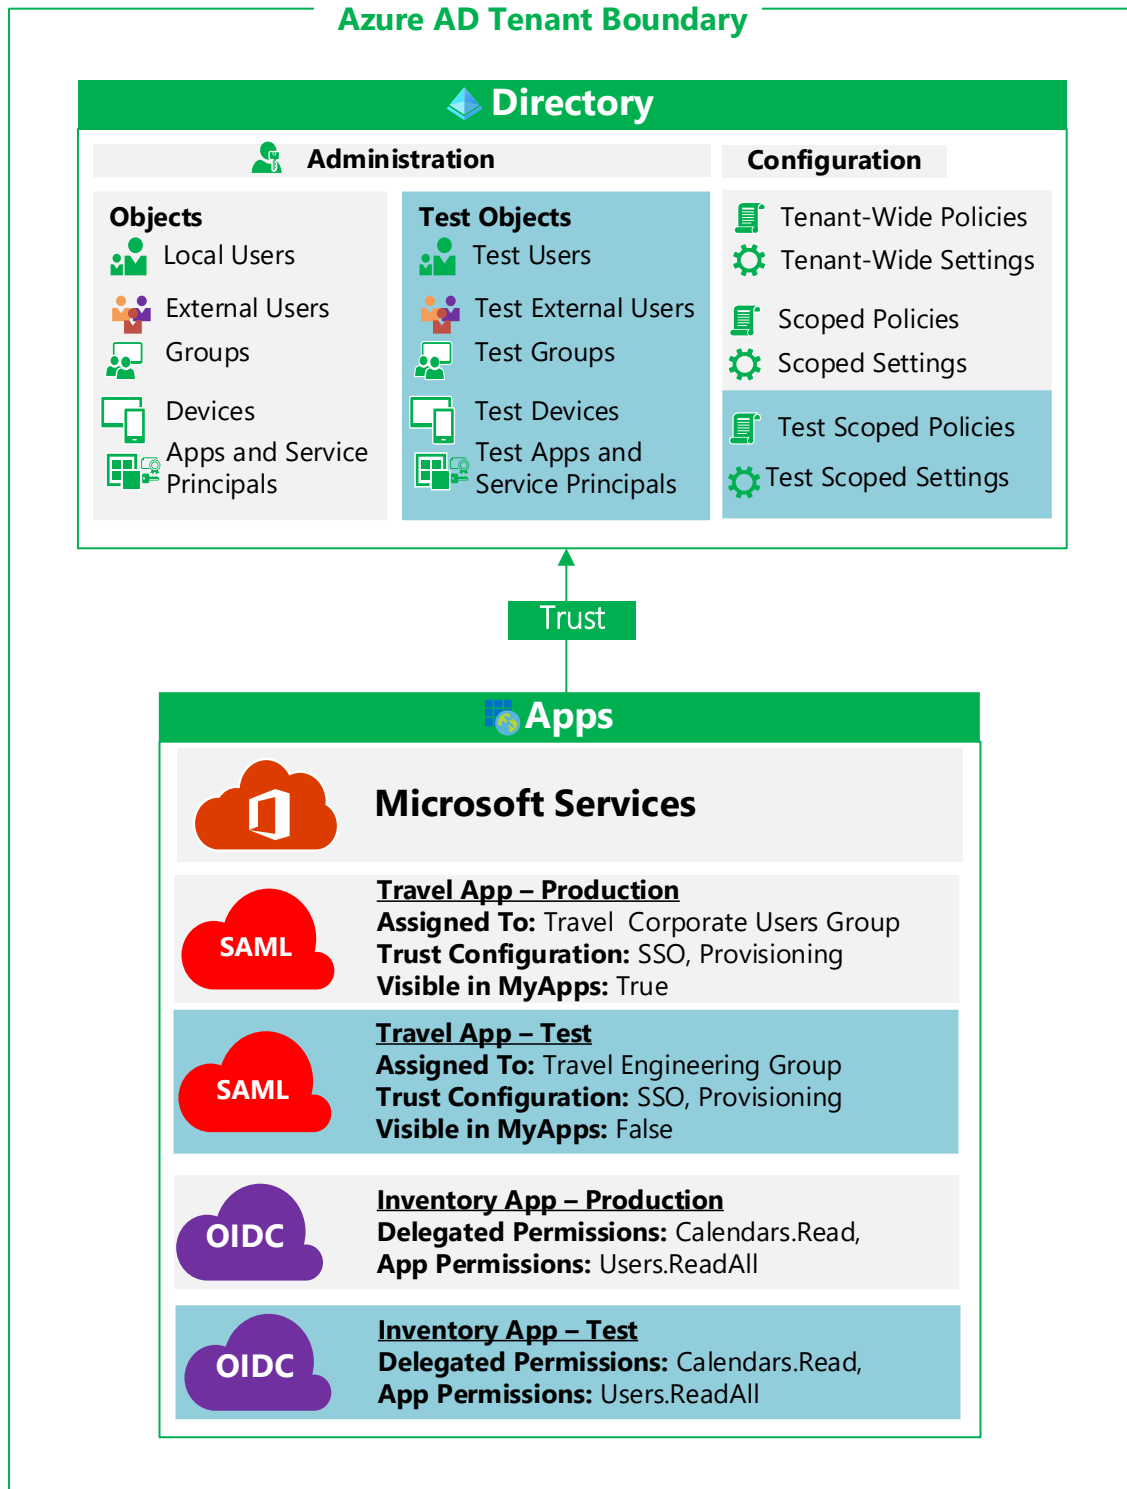 Azure AD Tenant Boundary
Directory
Administration
Objects
Local Users
External Users
Groups
Devices
Apps and Service
Principals
Test Objects
Test Users
Test External Users
Test Groups
Test Devices
Test Apps and
Service Principals
Configuration
Tenant-Wide Policies
Tenant-Wide Settings
Scoped Policies
Scoped Settings
Test Scoped Policies
Test Scoped Settings
Trust
Apps
Microsoft Services
SAML
Travel App – Production
Assigned To: Travel Corporate Users Group
Trust Configuration: SSO, Provisioning
Visible in MyApps: True
SAML
Travel App – Test
Assigned To: Travel Engineering Group
Trust Configuration: SSO, Provisioning
Visible in MyApps: False
OIDC
Inventory App – Production
Delegated Permissions: Calendars.Read,
App Permissions: Users.ReadAll
OIDC
Inventory App – Test
Delegated Permissions: Calendars.Read,
App Permissions: Users.ReadAll